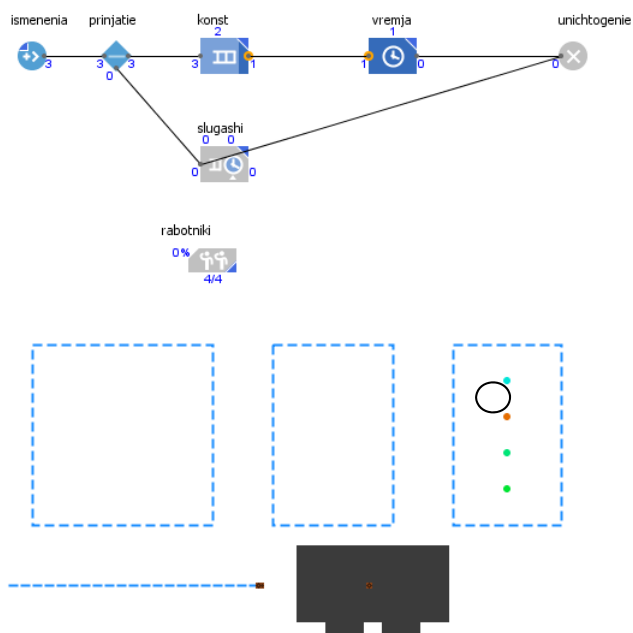 ismenenia prinjatie konst vremja unichtogenie
2 1
3 3 3 3 1 1 0 0
0
slugashi
0 0
0 0
rabotniki
0%
4/4